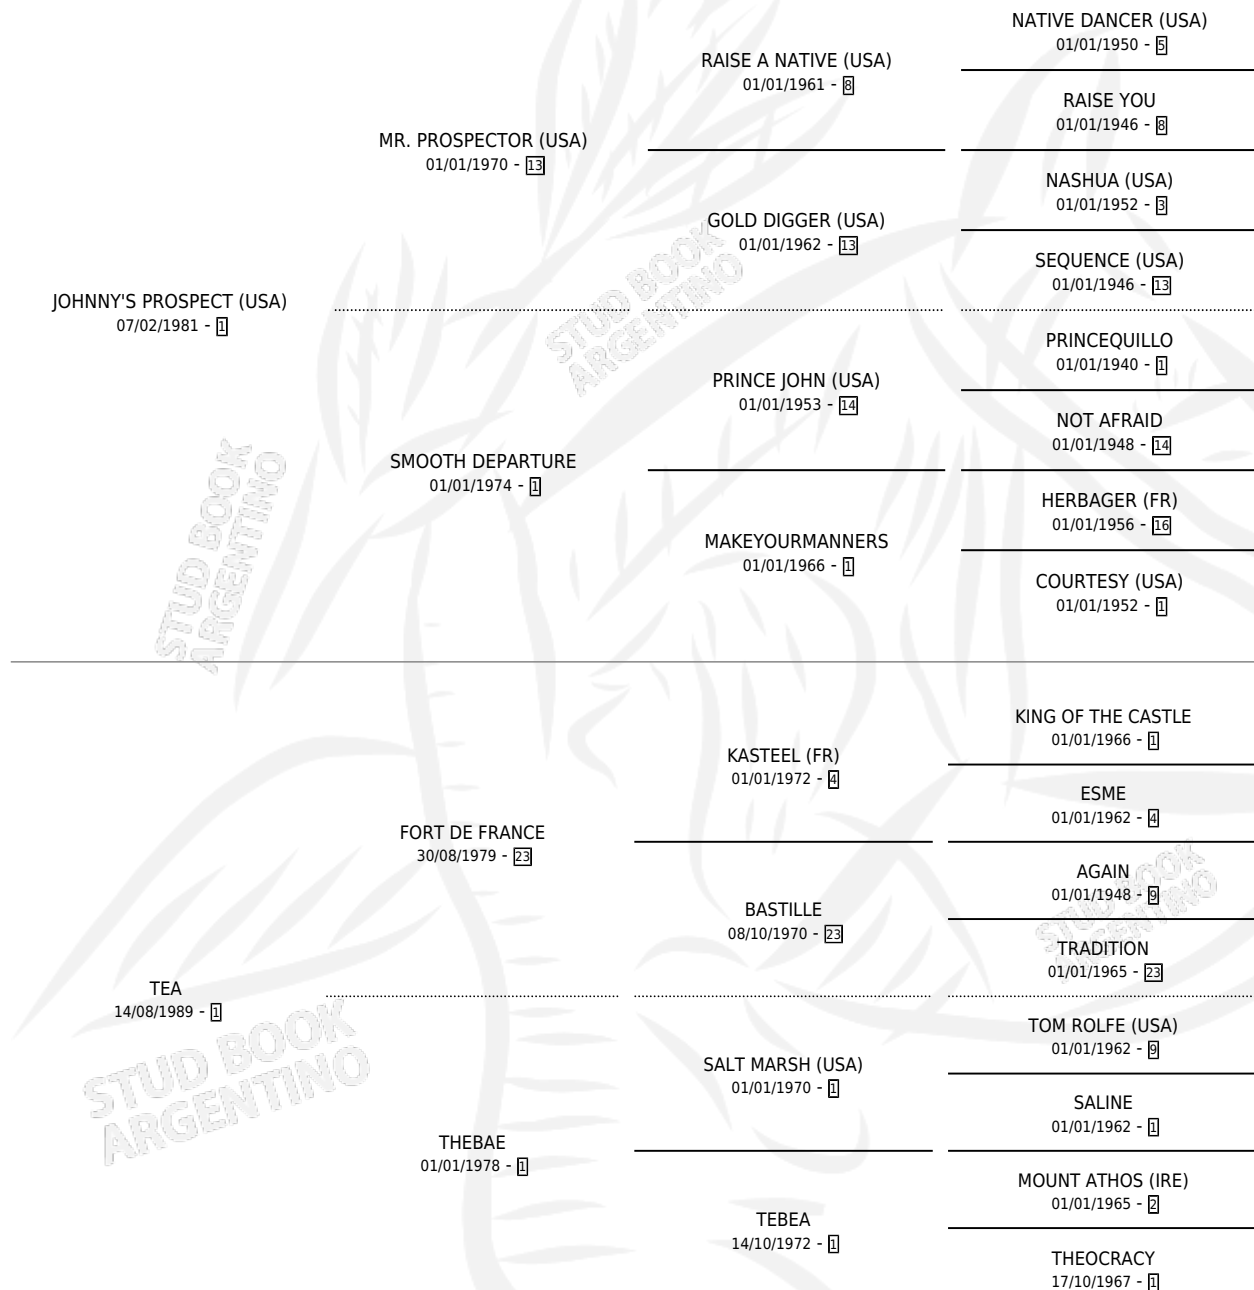 NATIVE DANCER (USA)
01/01/1950 - 5
RAISE A NATIVE (USA)
01/01/1961 - 8
RAISE YOU
01/01/1946 - 8
MR. PROSPECTOR (USA)
01/01/1970 - 13
NASHUA (USA)
01/01/1952 - 3
GOLD DIGGER (USA)
01/01/1962 - 13
SEQUENCE (USA)
01/01/1946 - 13
JOHNNY'S PROSPECT (USA)
07/02/1981 - 1
PRINCEQUILLO
01/01/1940 - 1
PRINCE JOHN (USA)
01/01/1953 - 14
NOT AFRAID
01/01/1948 - 14
SMOOTH DEPARTURE
01/01/1974 - 1
HERBAGER (FR)
01/01/1956 - 16
MAKEYOURMANNERS
01/01/1966 - 1
COURTESY (USA)
01/01/1952 - 1
STUD BOOK
ARGENTINO
STUD BOOK
ARGENTINO
KING OF THE CASTLE
01/01/1966 - 1
KASTEEL (FR)
01/01/1972 - 4
ESME
01/01/1962 - 4
FORT DE FRANCE
30/08/1979 - 23
AGAIN
01/01/1948 - 9
BASTILLE
08/10/1970 - 23
TRADITION
01/01/1965 - 23
STUD BOOK
ARGENTINO
TEA
14/08/1989 - 1
TOM ROLFE (USA)
01/01/1962 - 9
SALT MARSH (USA)
01/01/1970 - 1
SALINE
01/01/1962 - 1
STUD BOOK
ARGENTINO
THEBAE
01/01/1978 - 1
MOUNT ATHOS (IRE)
01/01/1965 - 2
TEBEA
14/10/1972 - 1
THEOCRACY
17/10/1967 - 1